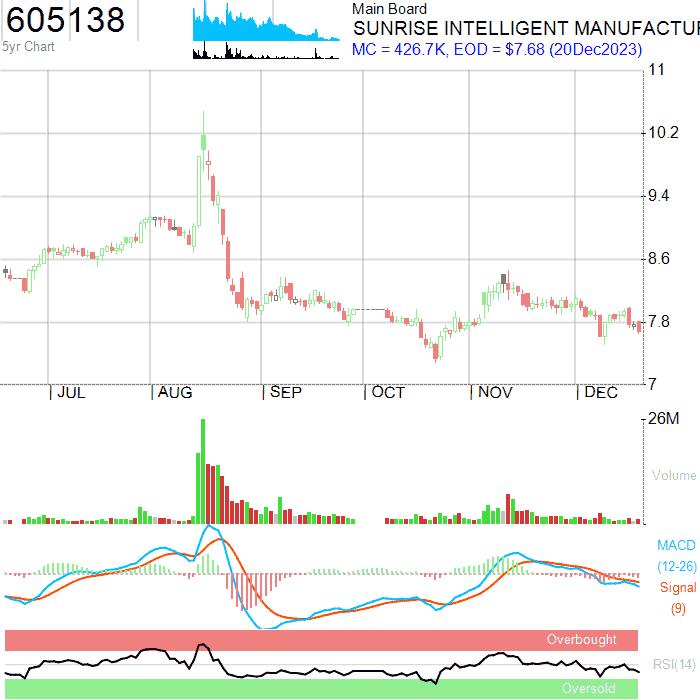 605138
5yr Chart
Main Board
SUNRISE INTELLIGENT MANUFACTU
MC = 426.7K, EOD = $7.68 (20Dec2023)
11
10.2
9.4
8.6
7.8
7
JUL
AUG
SEP
OCT
NOV
DEC
26M
Volume
MACD
(12-26)
Signal
(9)
Overbought
RSI(14)
Oversold